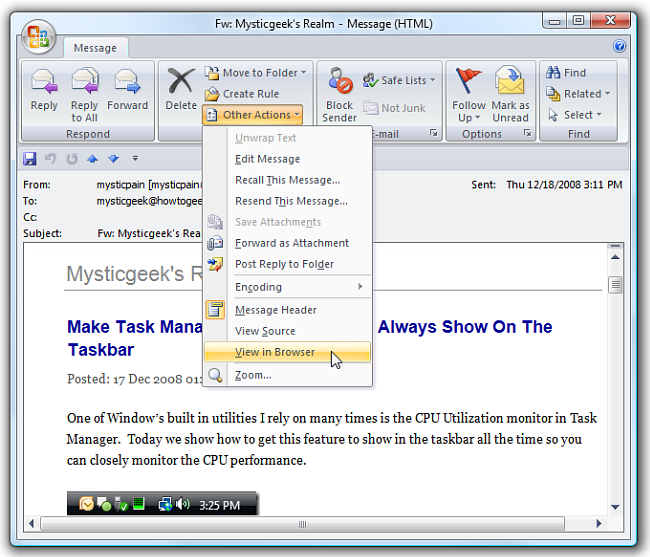 Fw: Mysticgeek's Realm - Message (HTML)
Message
Reply
Reply to All
Forward
Respond
Delete
Move to Folder
Create Rule
Other Actions
Block Sender
Safe Lists
Not Junk
E-mail
Follow Up
Mark as Unread
Options
Find
Related
Select
Find
Unwrap Text
Edit Message
Recall This Message...
Resend This Message...
Save Attachments
Forward as Attachment
Post Reply to Folder
Encoding
Message Header
View Source
View in Browser
Zoom...
From: mysticpain [mysticpain
Sent: Thu 12/18/2008 3:11 PM
To: mysticgeek@howtoge
Cc:
Subject: Fw: Mysticgeek's Rea
Mysticgeek's R
Make Task Mana Always Show On The
Taskbar
Posted: 17 Dec 2008 01:
One of Window's built in utilities I rely on many times is the CPU Utilization monitor in Task
Manager. Today we show how to get this feature to show in the taskbar all the time so you
can closely monitor the CPU performance.
3:25 PM